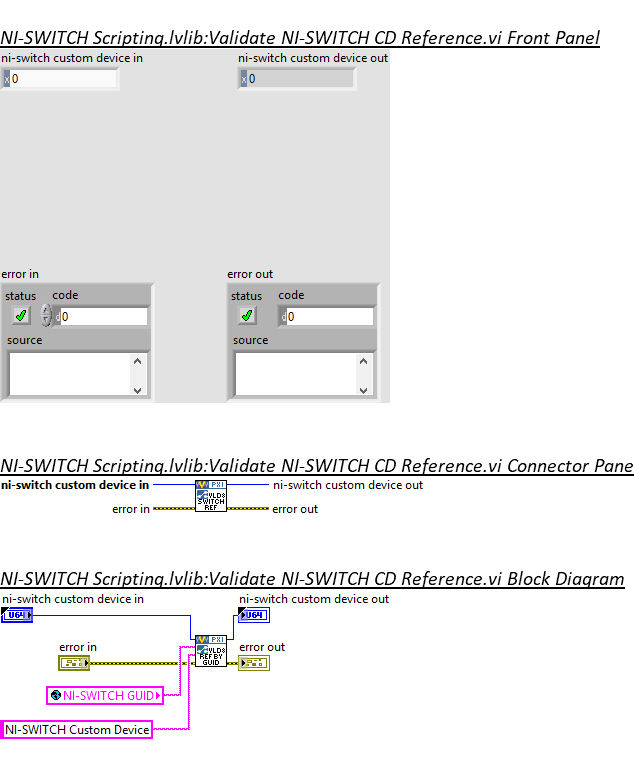 NI-SWITCH Scripting.lvlib:Validate NI-SWITCH CD Reference.vi Front Panel
ni-switch custom device in
ni-switch custom device out
x 0
x 0
error in
error out
status code
status code
d 0
d 0
source
source
NI-SWITCH Scripting.lvlib:Validate NI-SWITCH CD Reference.vi Connector Pane
ni-switch custom device in
PXI
ni-switch custom device out
VLDS
SWITCH
REF
error in
error out
NI-SWITCH Scripting.lvlib:Validate NI-SWITCH CD Reference.vi Block Diagram
ni-switch custom device in
ni-switch custom device out
U64
U64
error in
PXI
VLDS
REF BY
GUID
error out
NI-SWITCH GUID
NI-SWITCH Custom Device